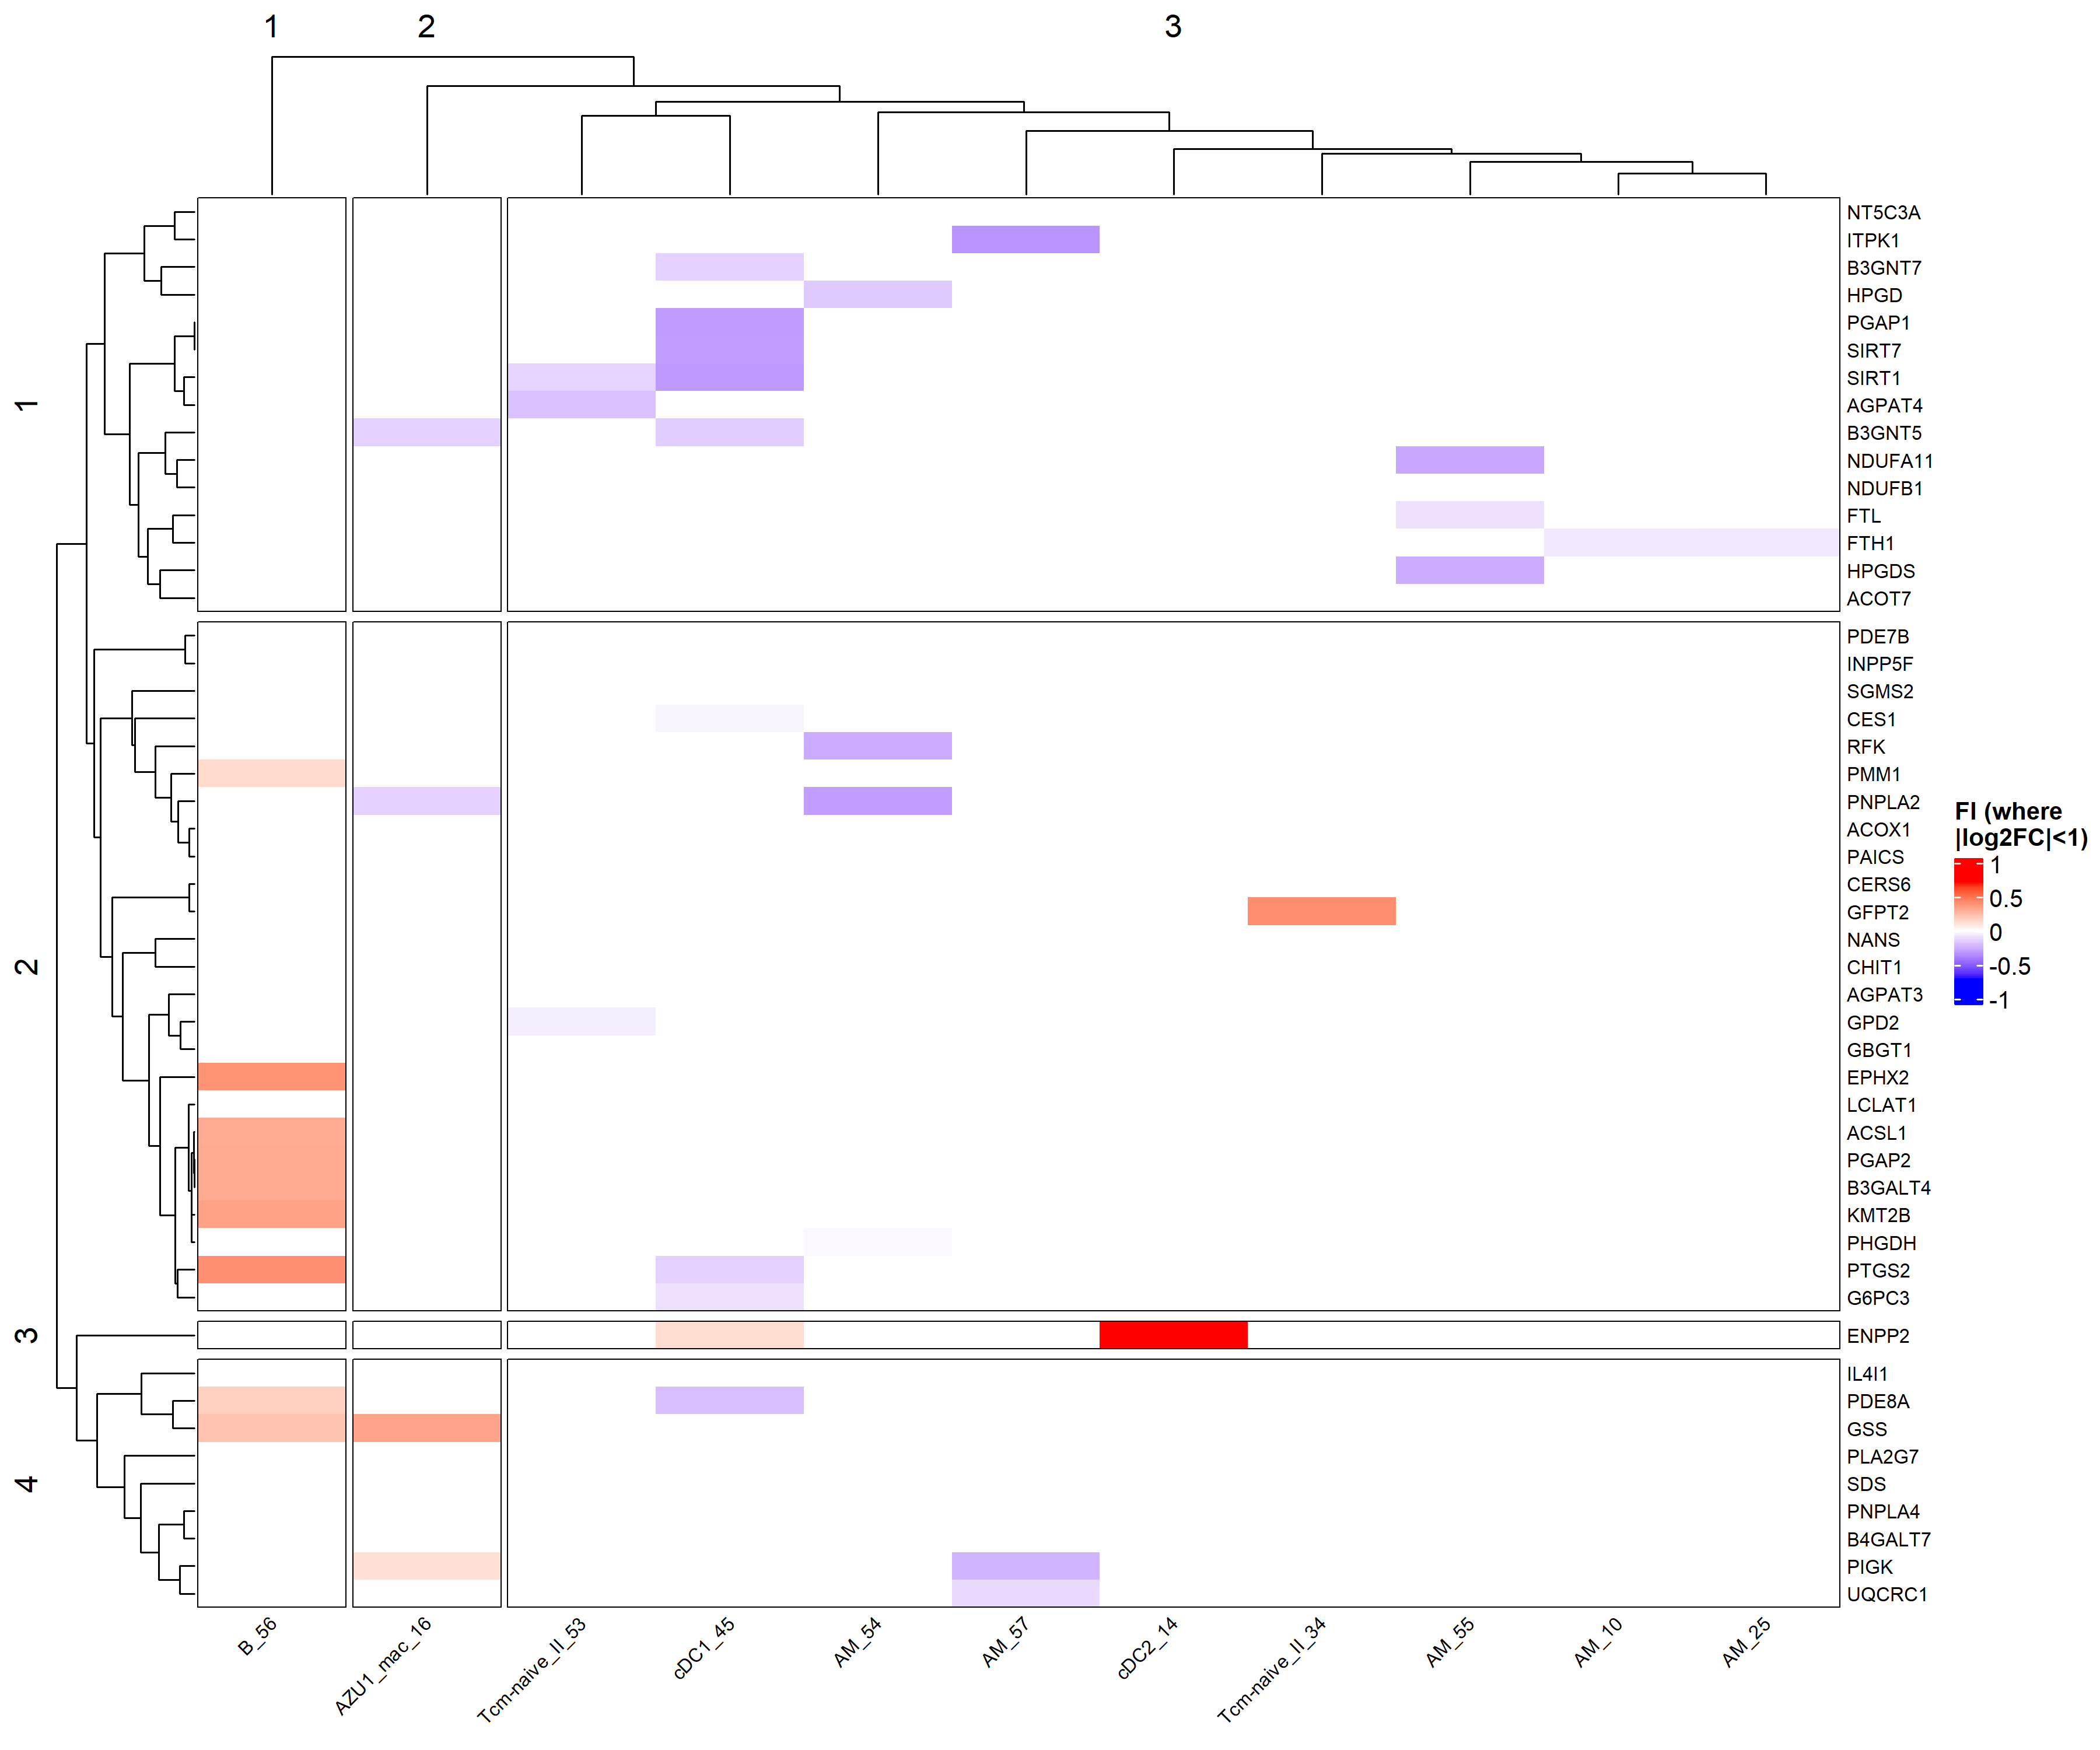 1 2 3
1
2
3
4
NT5C3A
ITPK1
B3GNT7
HPGD
PGAP1
SIRT7
SIRT1
AGPAT4
B3GNT5
NDUFA11
NDUFB1
FTL
FTH1
HPGDS
ACOT7
PDE7B
INPP5F
SGMS2
CES1
RFK
PMM1
PNPLA2
ACOX1
PAICS
CERS6
GFPT2
NANS
CHIT1
AGPAT3
GPD2
GBGT1
EPHX2
LCLAT1
ACSL1
PGAP2
B3GALT4
KMT2B
PHGDH
PTGS2
G6PC3
ENPP2
IL4I1
PDE8A
GSS
PLA2G7
SDS
PNPLA4
B4GALT7
PIGK
UQCRC1
B_56
AZU1_mac_16
Tcm-naive_II_53
cDC1_45
AM_54
AM_57
cDC2_14
Tcm-naive_II_34
AM_55
AM_10
AM_25
FI (where
|log2FC|<1)
1
0.5
0
-0.5
-1